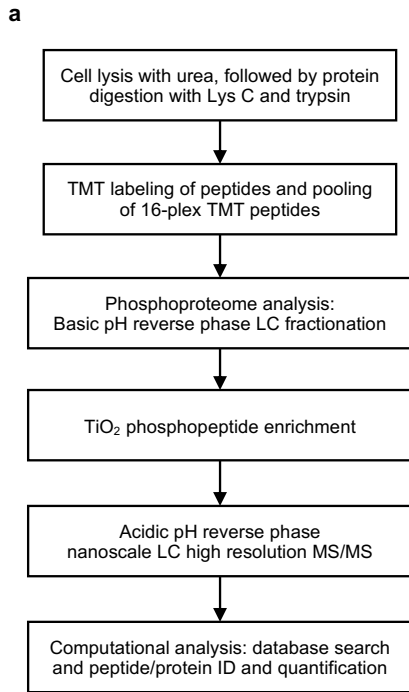 a
Cell lysis with urea, followed by protein
digestion with Lys C and trypsin
TMT labeling of peptides and pooling
of 16-plex TMT peptides
Phosphoproteome analysis:
Basic pH reverse phase LC fractionation
TiO₂ phosphopeptide enrichment
Acidic pH reverse phase
nanoscale LC high resolution MS/MS
Computational analysis: database search
and peptide/protein ID and quantification